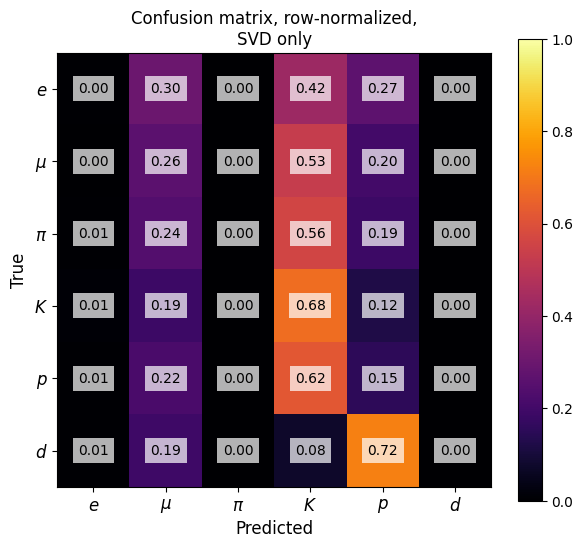 Confusion matrix, row-normalized,
SVD only
True
e 0.00 0.30 0.00 0.42 0.27 0.00
μ 0.00 0.26 0.00 0.53 0.20 0.00
π 0.01 0.24 0.00 0.56 0.19 0.00
K 0.01 0.19 0.00 0.68 0.12 0.00
p 0.01 0.22 0.00 0.62 0.15 0.00
d 0.01 0.19 0.00 0.08 0.72 0.00
e μ π K p d
Predicted
1.0
0.8
0.6
0.4
0.2
0.0